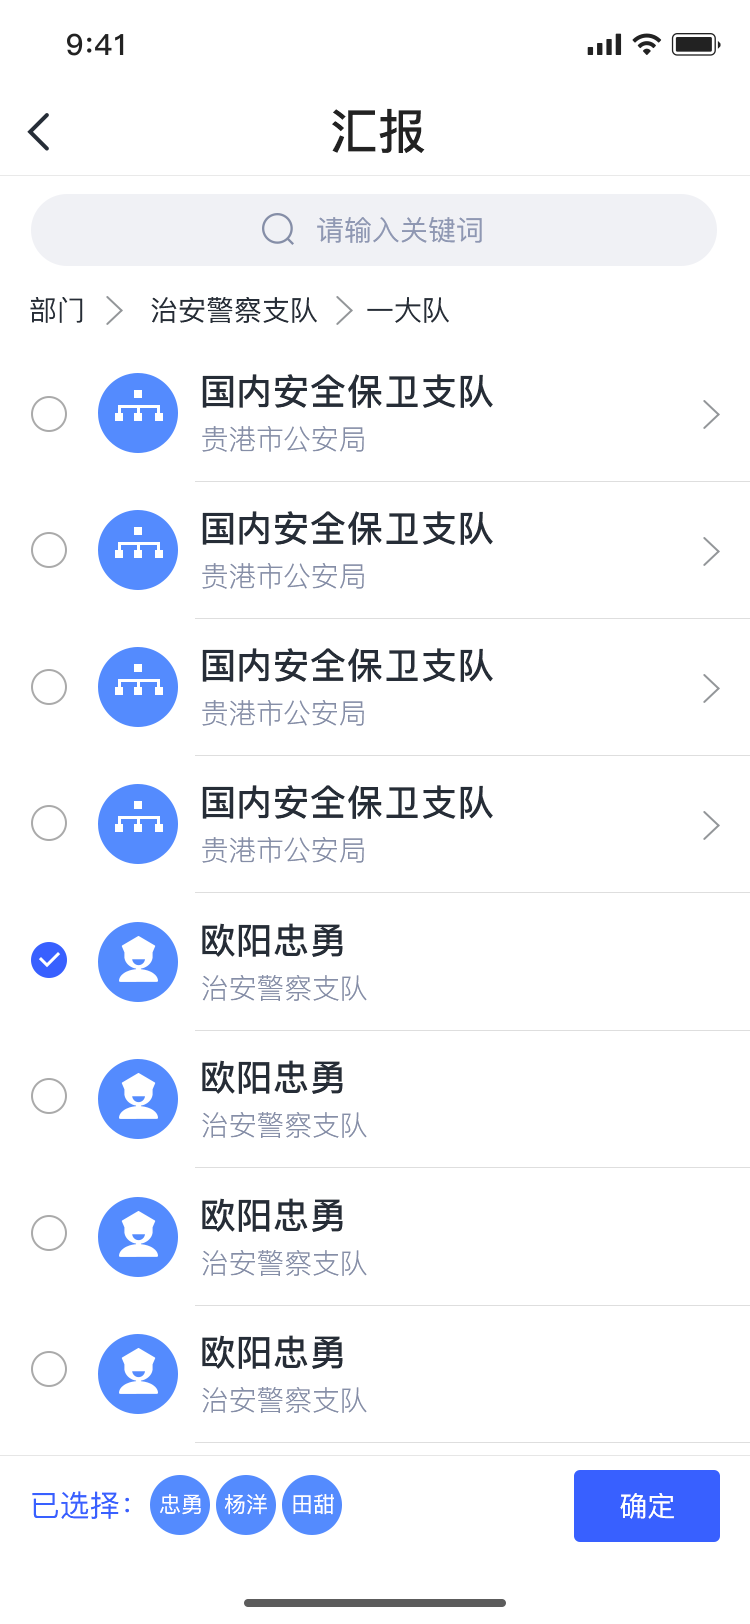 9:41
汇报
请输入关键词
部门 治安警察支队 一大队
国内安全保卫支队
贵港市公安局
国内安全保卫支队
贵港市公安局
国内安全保卫支队
贵港市公安局
国内安全保卫支队
贵港市公安局
欧阳忠勇
治安警察支队
欧阳忠勇
治安警察支队
欧阳忠勇
治安警察支队
欧阳忠勇
治安警察支队
已选择： 忠勇 杨洋 田甜 确定